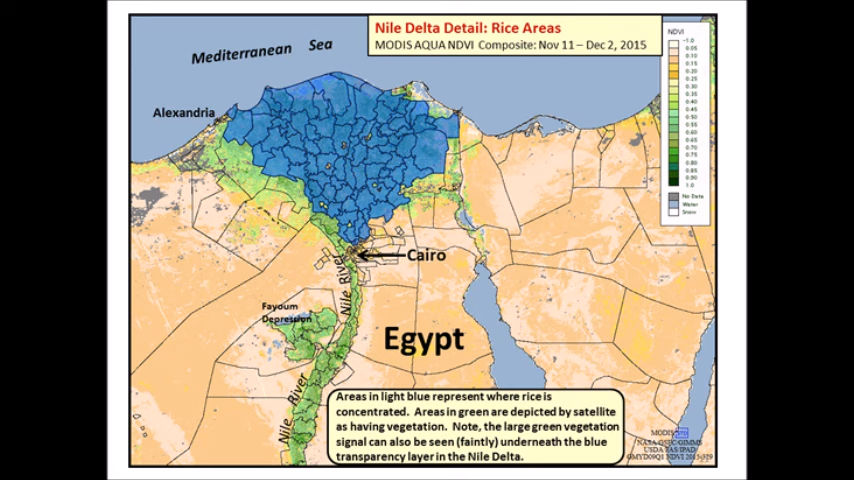 Nile Delta Detail: Rice Areas
MODIS AQUA NDVI Composite: Nov 11 – Dec 2, 2015
Mediterranean Sea
Alexandria
NDVI
-1.0
0.05
0.10
0.15
0.20
0.25
0.30
0.35
0.40
0.45
0.50
0.55
0.60
0.65
0.70
0.75
0.80
0.85
0.90
1.0
No Data
Water
Snow
Cairo
Nile River
Fayoum
Depression
Egypt
Nile River
Areas in light blue represent where rice is
concentrated. Areas in green are depicted by satellite
as having vegetation. Note, the large green vegetation
signal can also be seen (faintly) underneath the blue
transparency layer in the Nile Delta.
MODIS
NASA GSFC GIMMS
USDA FAS IPAD